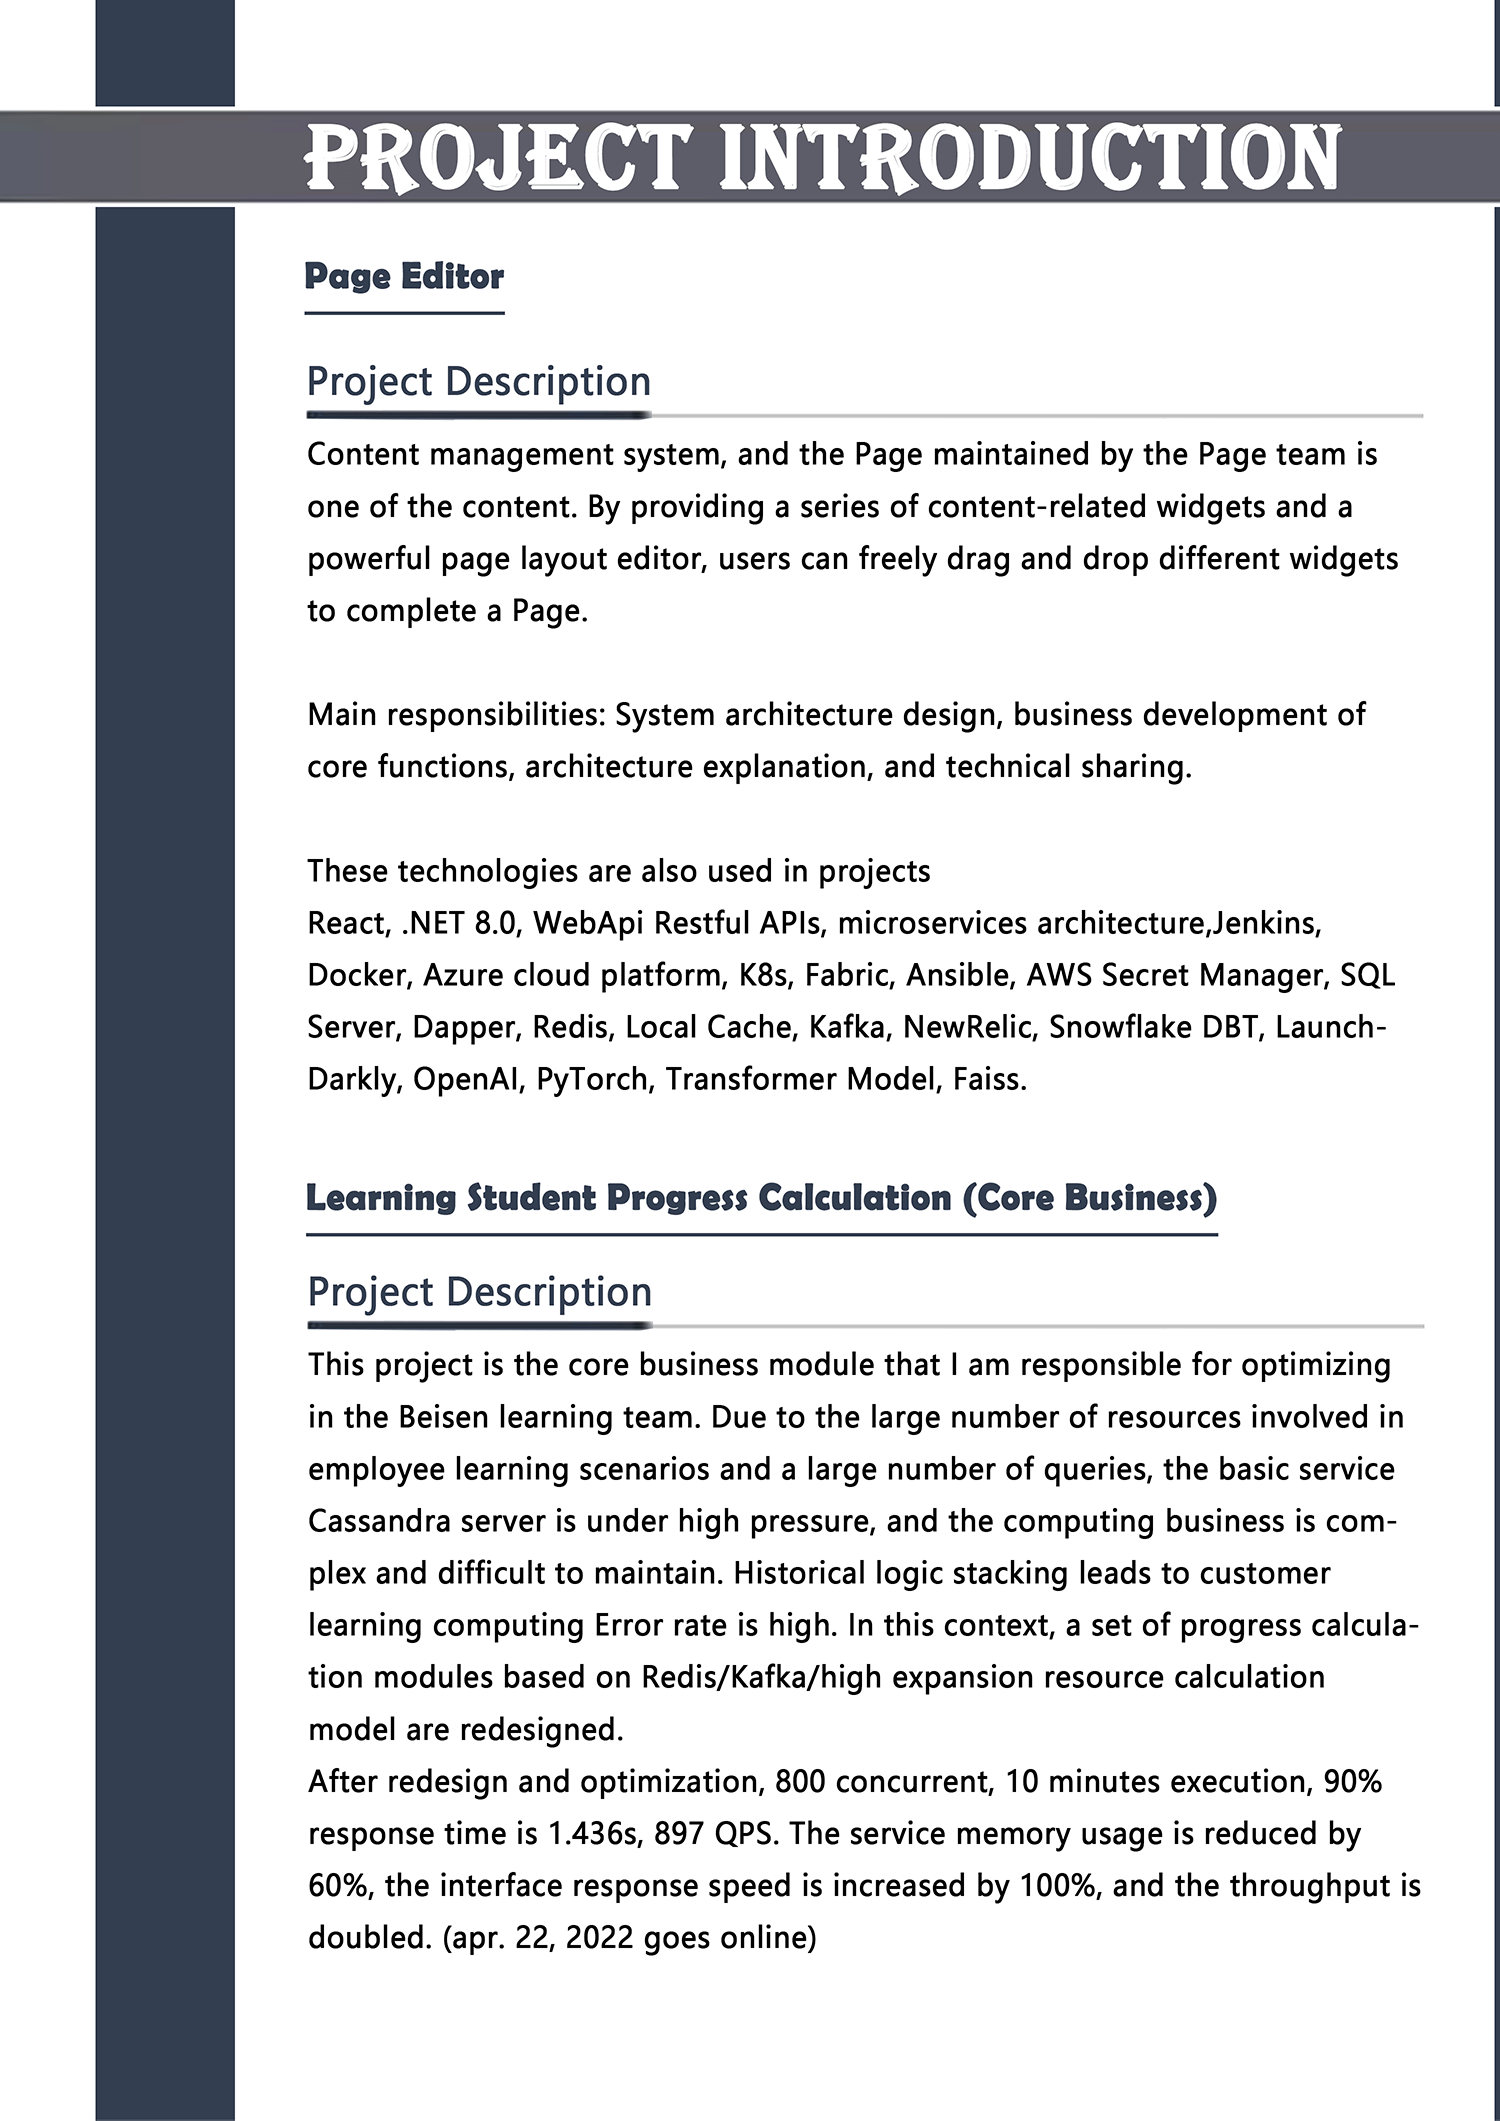 PROJECT INTRODUCTION
Page Editor
Project Description
Content management system, and the Page maintained by the Page team is
one of the content. By providing a series of content-related widgets and a
powerful page layout editor, users can freely drag and drop different widgets
to complete a Page.
Main responsibilities: System architecture design, business development of
core functions, architecture explanation, and technical sharing.
These technologies are also used in projects
React, .NET 8.0, WebApi Restful APIs, microservices architecture,Jenkins,
Docker, Azure cloud platform, K8s, Fabric, Ansible, AWS Secret Manager, SQL
Server, Dapper, Redis, Local Cache, Kafka, NewRelic, Snowflake DBT, Launch-
Darkly, OpenAI, PyTorch, Transformer Model, Faiss.
Learning Student Progress Calculation (Core Business)
Project Description
This project is the core business module that I am responsible for optimizing
in the Beisen learning team. Due to the large number of resources involved in
employee learning scenarios and a large number of queries, the basic service
Cassandra server is under high pressure, and the computing business is com-
plex and difficult to maintain. Historical logic stacking leads to customer
learning computing Error rate is high. In this context, a set of progress calcula-
tion modules based on Redis/Kafka/high expansion resource calculation
model are redesigned.
After redesign and optimization, 800 concurrent, 10 minutes execution, 90%
response time is 1.436s, 897 QPS. The service memory usage is reduced by
60%, the interface response speed is increased by 100%, and the throughput is
doubled. (apr. 22, 2022 goes online)